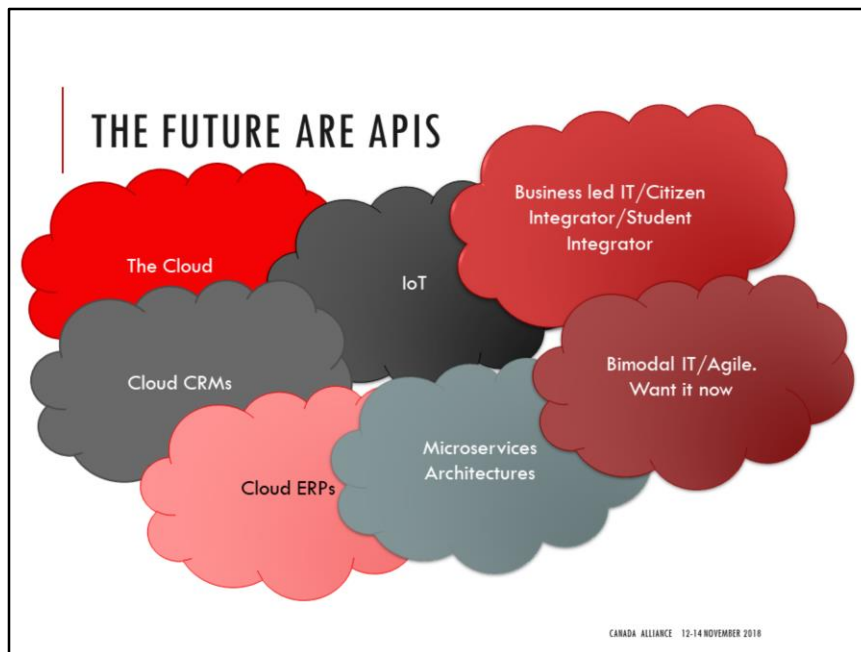 THE FUTURE ARE APIS
Business led IT/Citizen
Integrator/Student
Integrator
The Cloud
IoT
Cloud CRMs
Bimodal IT/Agile.
Want it now
Microservices
Architectures
Cloud ERPs
CANADA ALLIANCE 12-14 NOVEMBER 2018